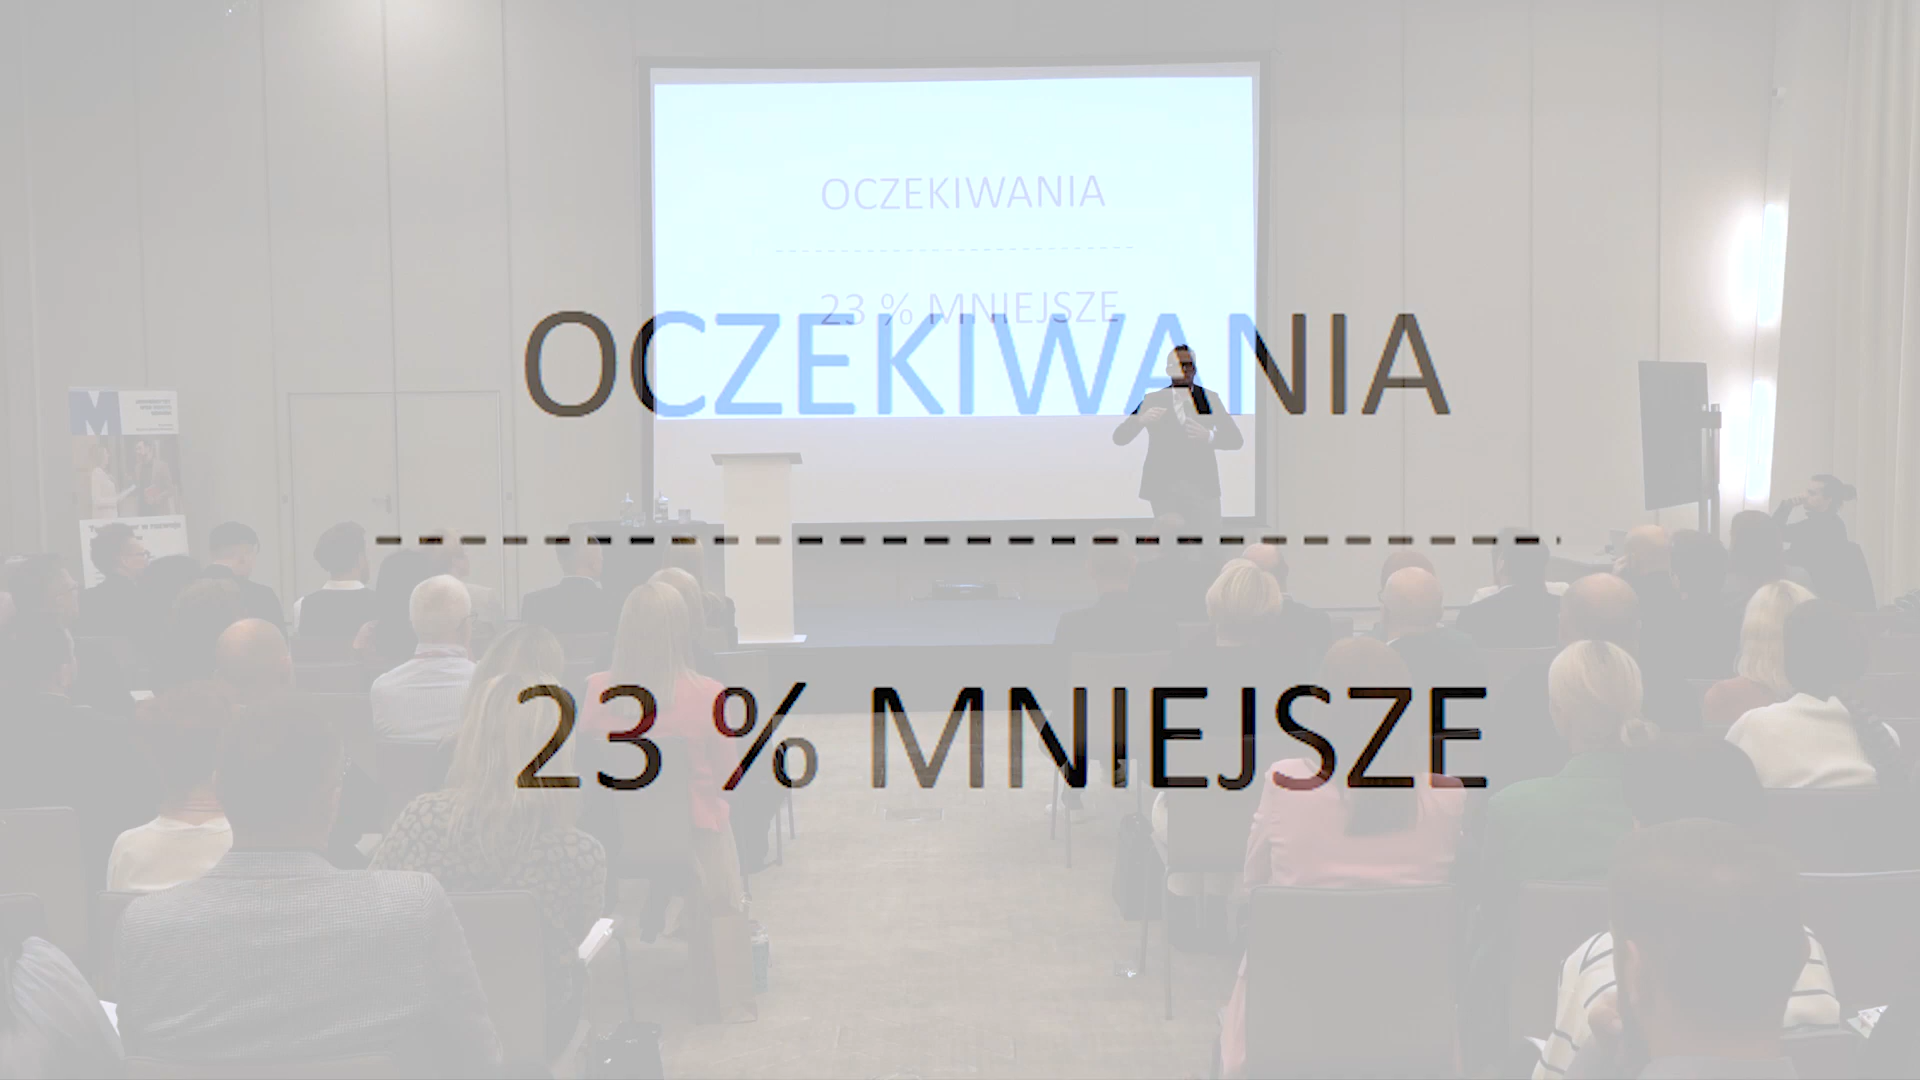 OCZEKIWANIA
23 % MNIEJSZE
OCZEKIWANIA
23 % MNIEJSZE
M